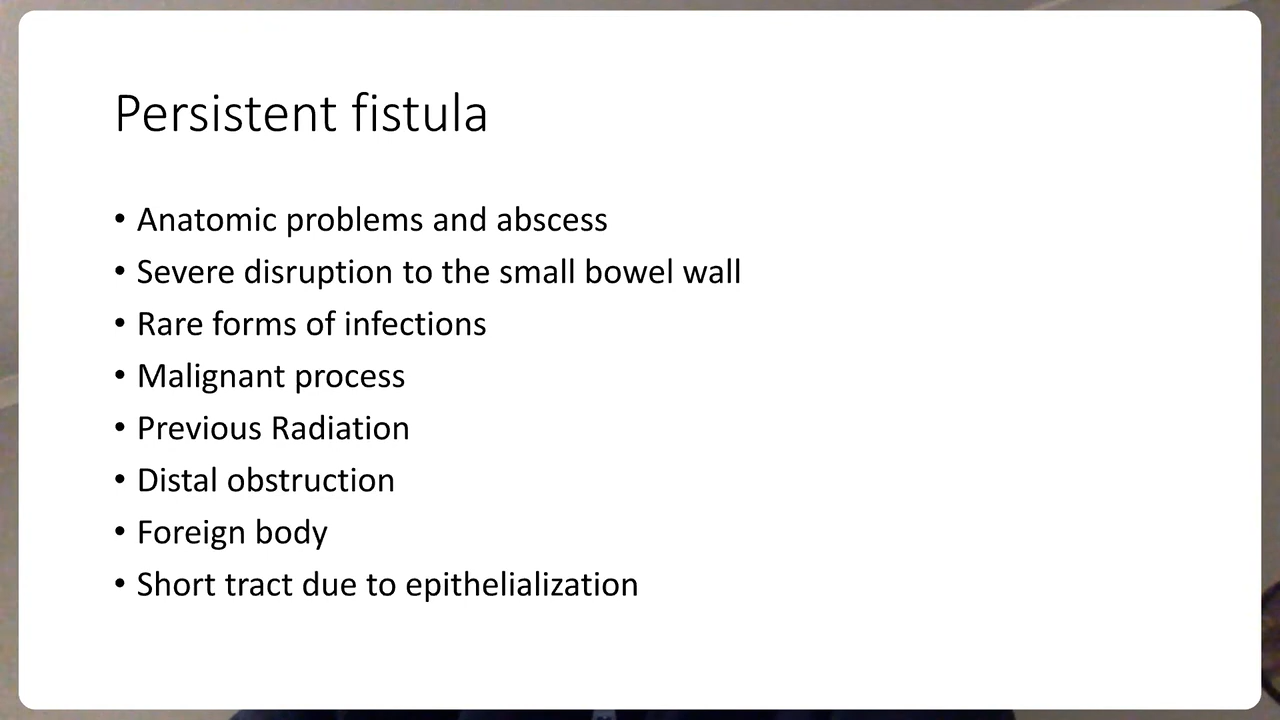 Persistent fistula
• Anatomic problems and abscess
• Severe disruption to the small bowel wall
• Rare forms of infections
• Malignant process
• Previous Radiation
• Distal obstruction
• Foreign body
• Short tract due to epithelialization